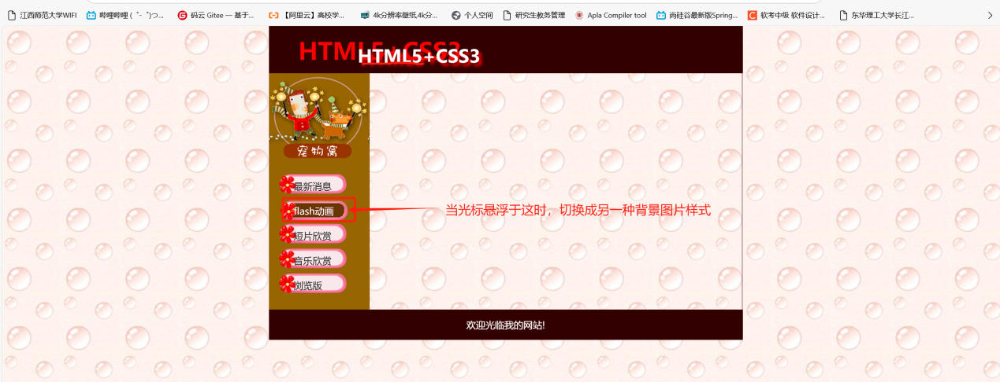 江西师范大学WIFI
哔哩哔哩 ( ゜- ゜)つ...
码云 Gitee — 基于...
【阿里云】高校学...
4k分辨率壁纸,4k分...
个人空间
研究生教务管理
Apla Compiler tool
尚硅谷最新版Spring...
软考中级 软件设计...
东华理工大学长江...
HTML5+CSS3
HTML5+CSS3
宠物窝
最新消息
flash动画
当光标悬浮于这时，切换成另一种背景图片样式
短片欣赏
音乐欣赏
浏览版
欢迎光临我的网站!